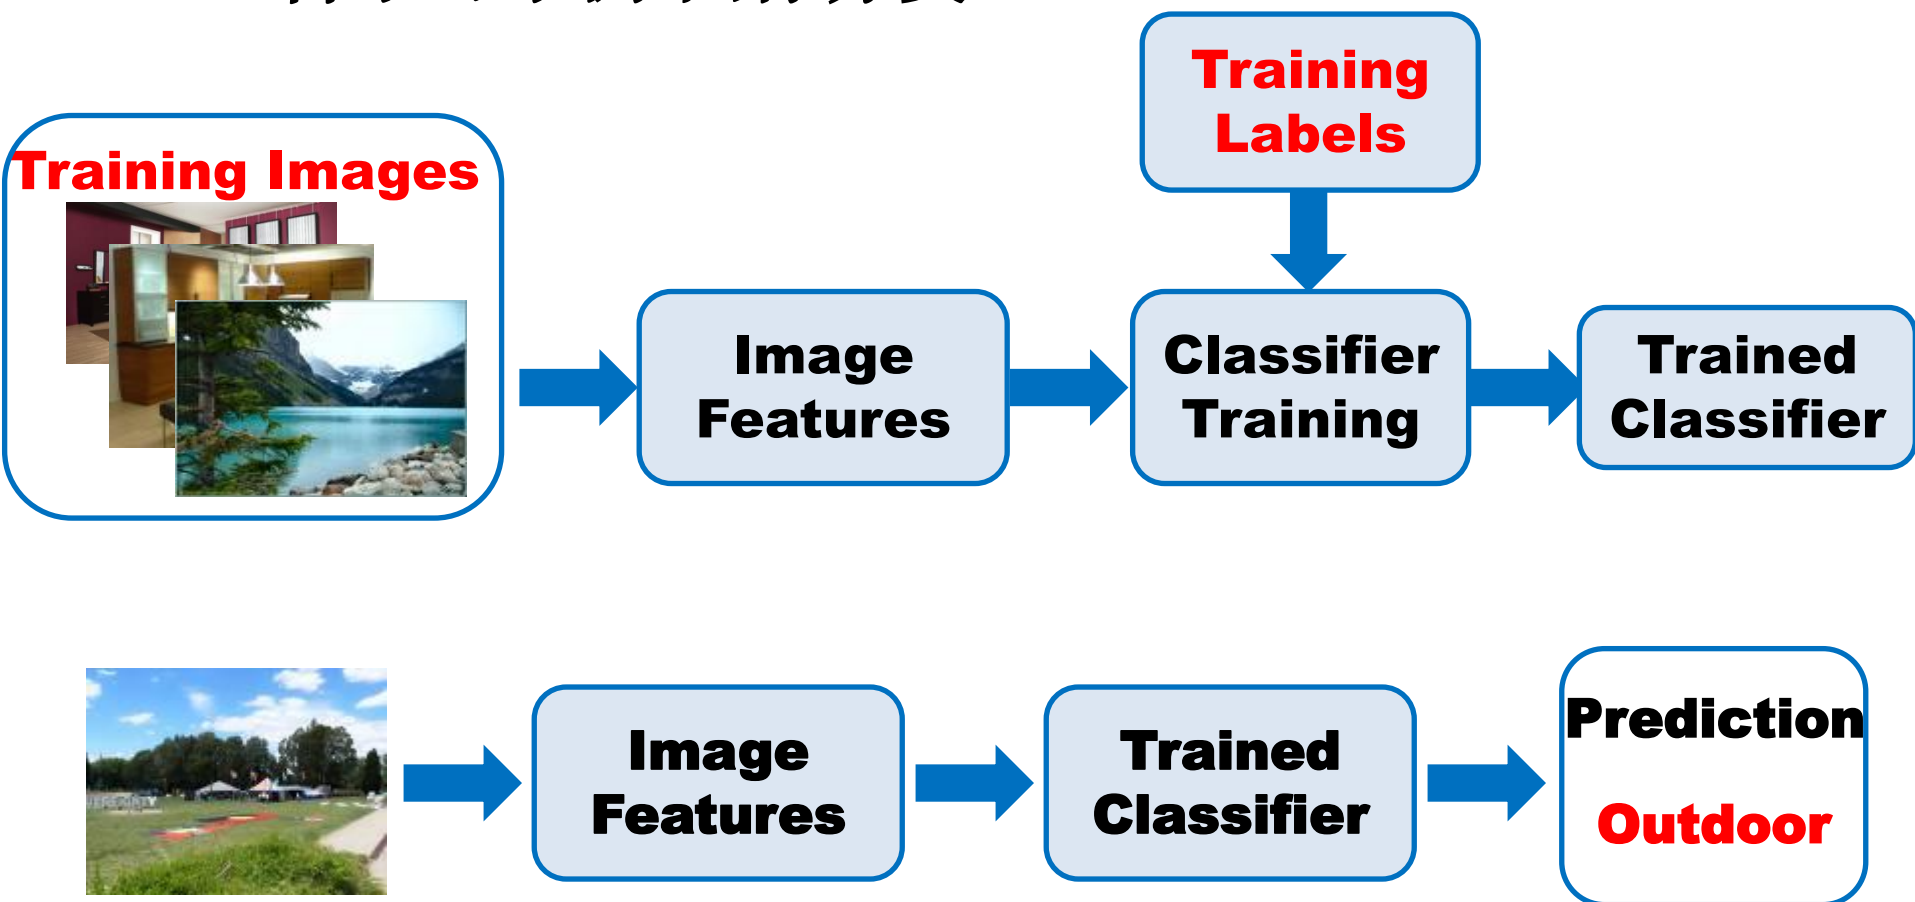 Training
Labels
Training Images
Image
Features
Classifier
Training
Trained
Classifier
Image
Features
Trained
Classifier
Prediction
Outdoor